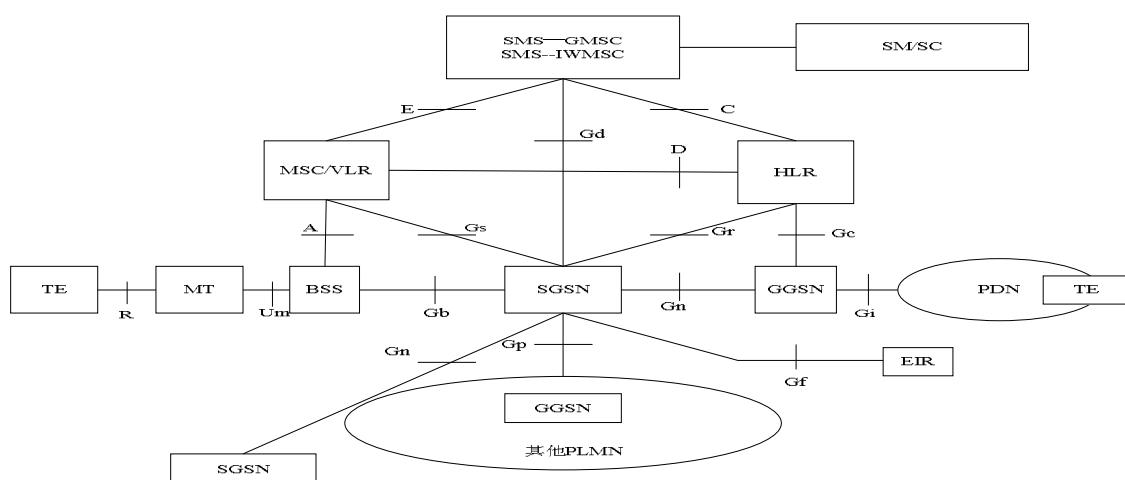 SMS—GMSC
SMS--IWMSC
SM/SC
E
C
Gd
D
MSC/VLR
HLR
A
Gs
Gr
Gc
TE
MT
BSS
SGSN
GGSN
PDN
TE
R
Um
Gb
Gn
Gi
Gn
Gp
Gf
EIR
GGSN
其他PLMN
SGSN